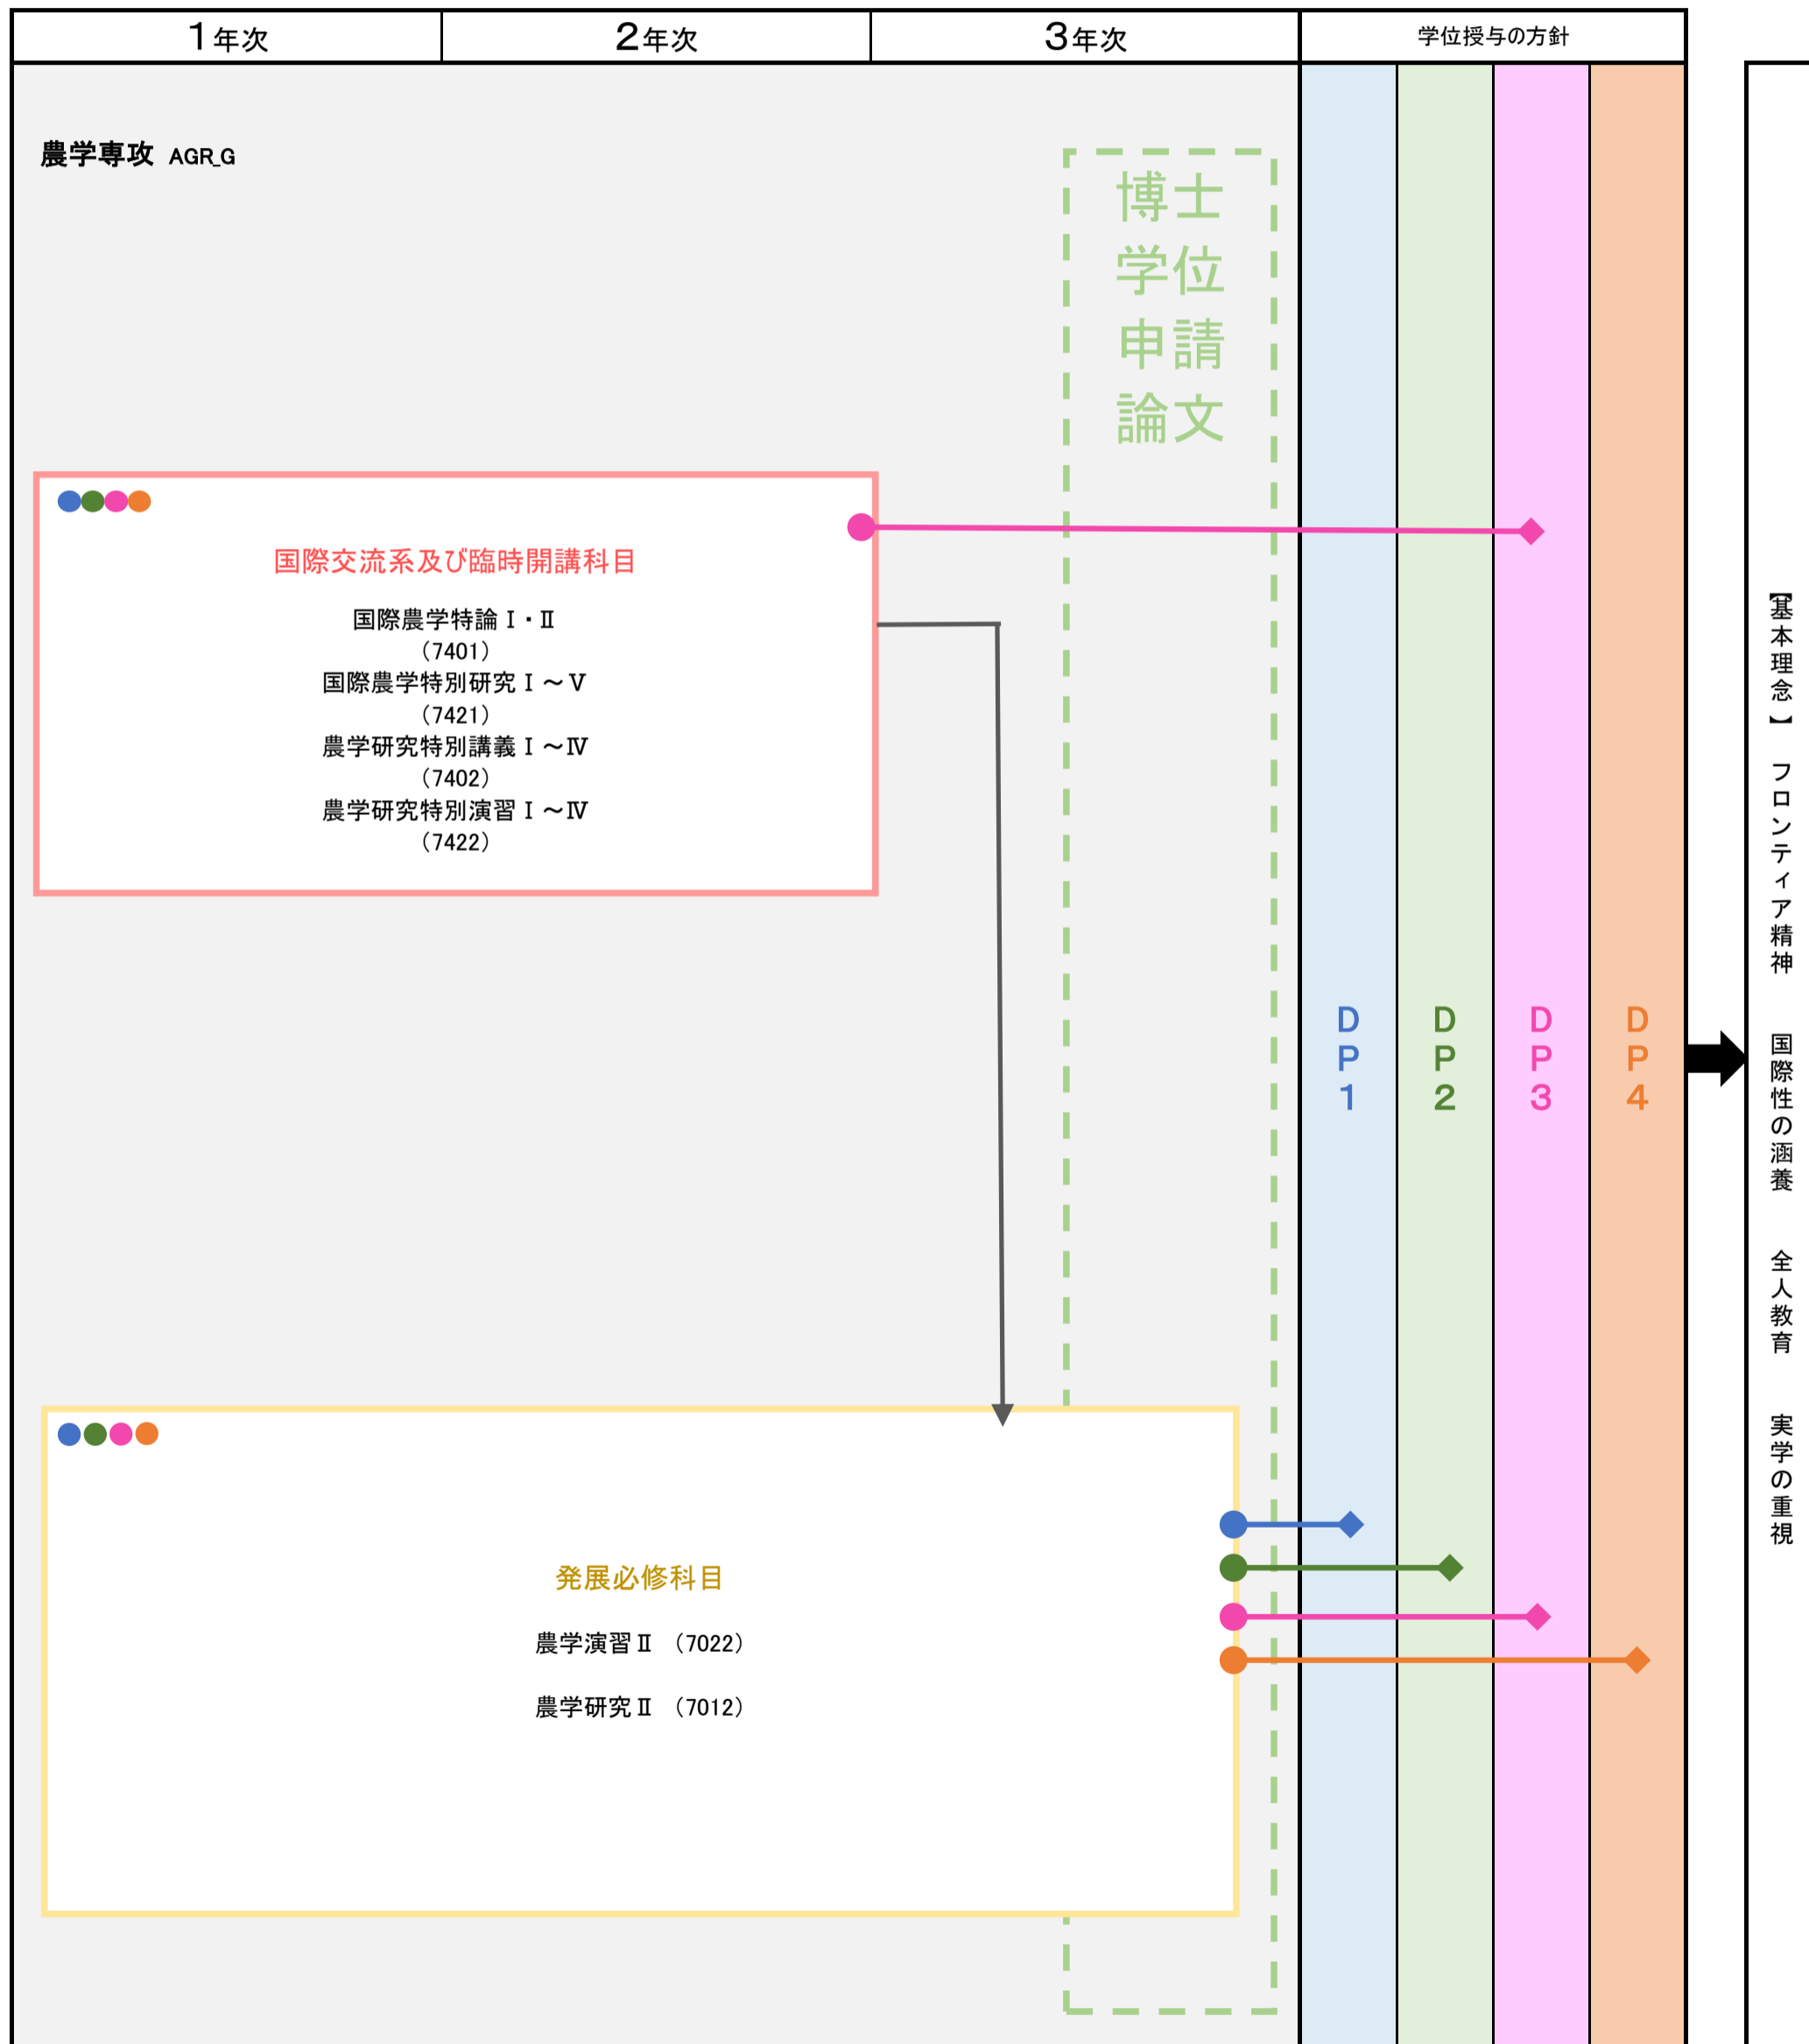 1年次
2年次
3年次
学位授与の方針
農学専攻 AGR_G
博士
学位
申請
論文
国際交流系及び臨時開講科目
国際農学特論Ⅰ・Ⅱ
（7401）
国際農学特別研究Ⅰ～Ⅴ
（7421）
農学研究特別講義Ⅰ～Ⅳ
（7402）
農学研究特別演習Ⅰ～Ⅳ
（7422）
発展必修科目
農学演習Ⅱ （7022）
農学研究Ⅱ （7012）
DP1
DP2
DP3
DP4
【基本理念】 フロンティア精神 国際性の涵養 全人教育 実学の重視